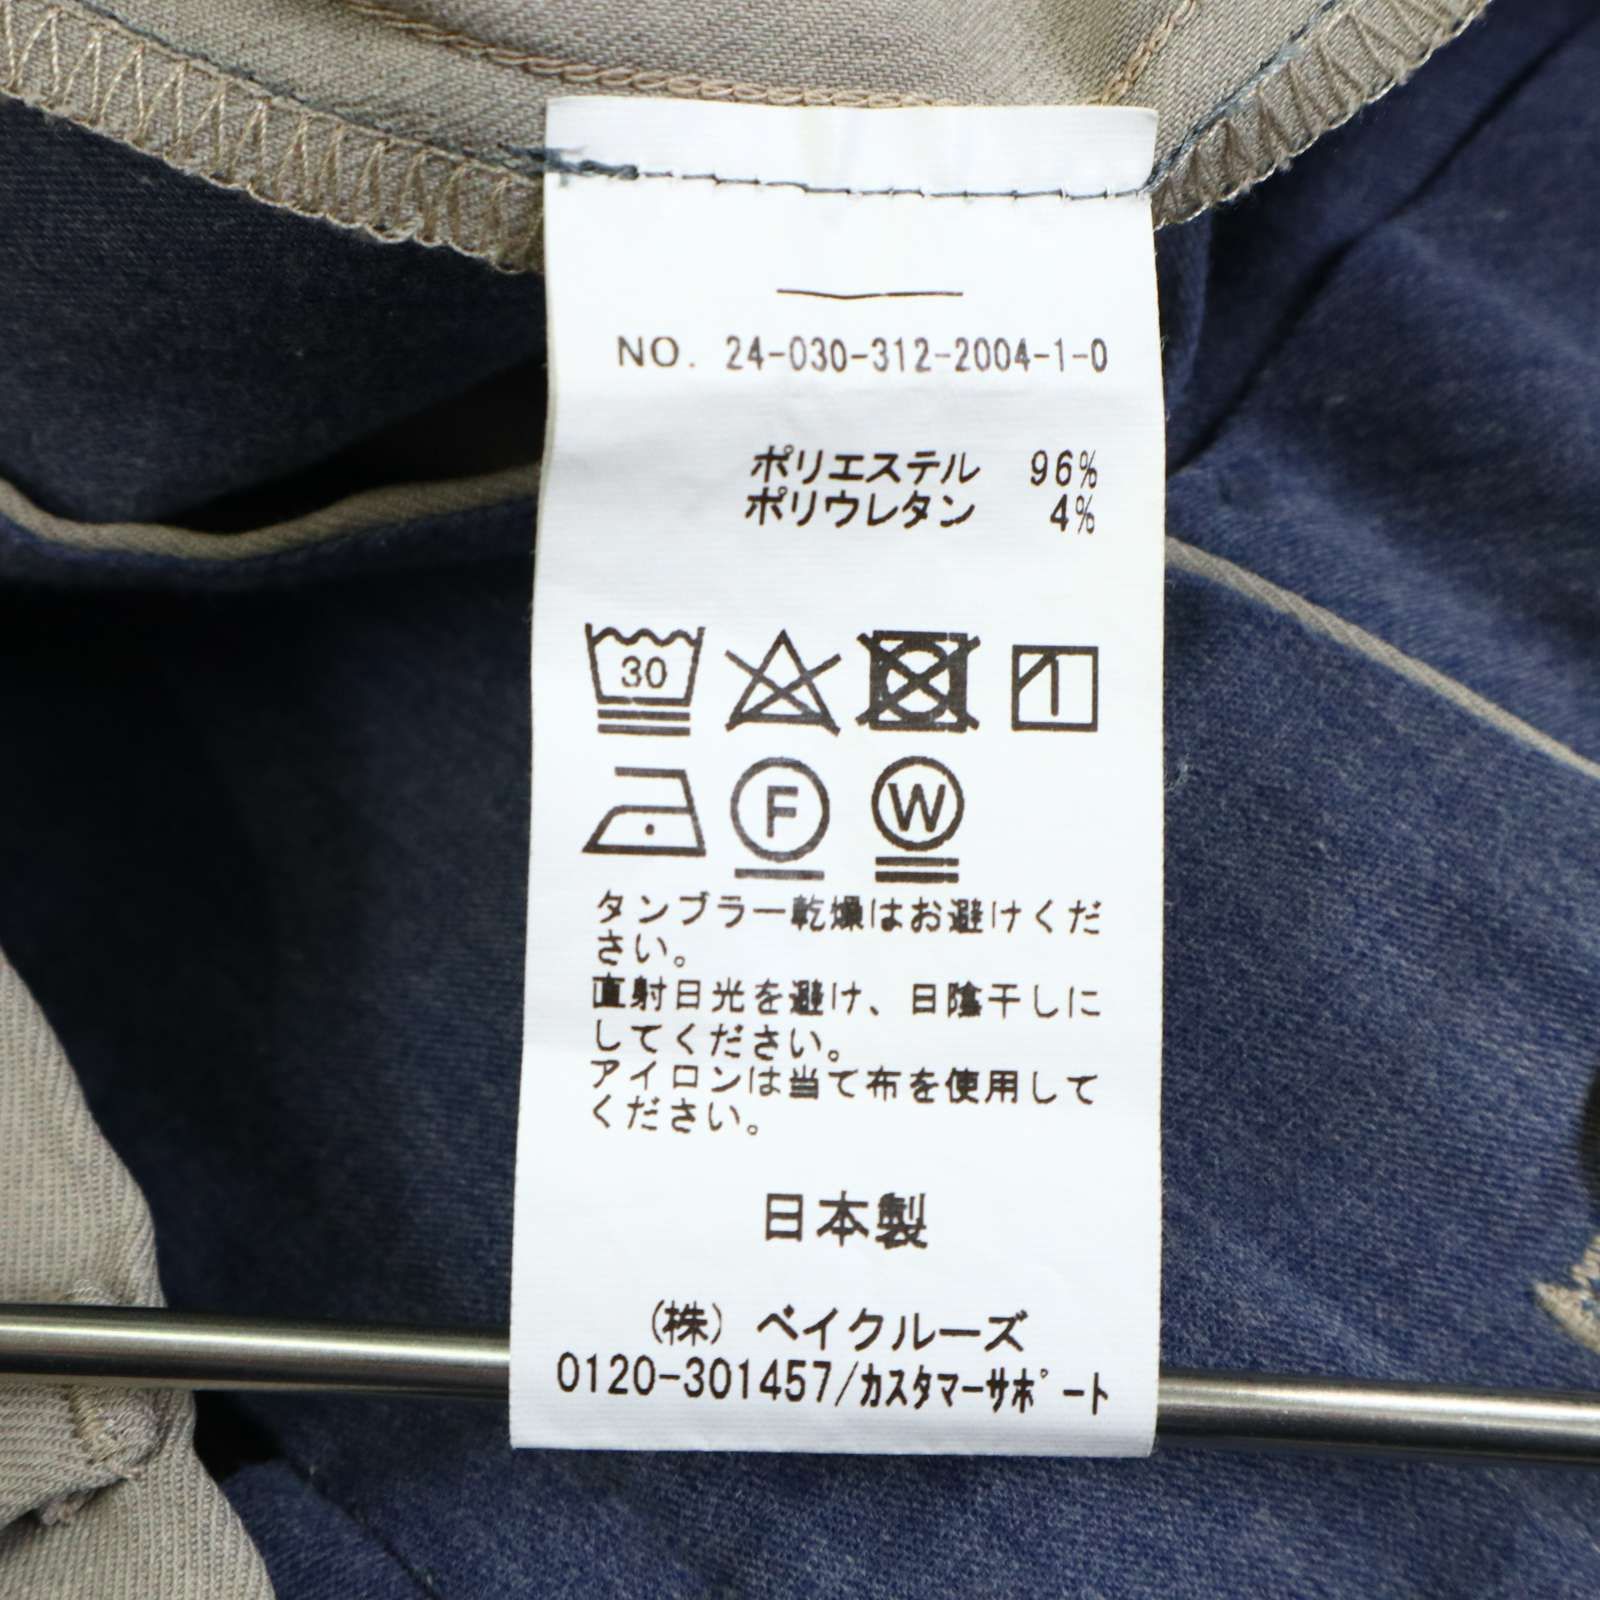 NO. 24-030-312-2004-1-0
ポリエステル 96%
ポリウレタン 4%
30
F
W
タンブラー乾燥はお避けくだ
さい。
直射日光を避け、日陰干しに
してください。
アイロンは当て布を使用して
ください。
日本製
(株) ベイクルーズ
0120-301457/カスタマーサポート